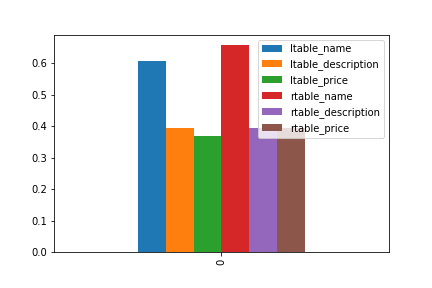 0.6
0.5
0.4
0.3
0.2
0.1
0.0
0
ltable_name
ltable_description
ltable_price
rtable_name
rtable_description
rtable_price